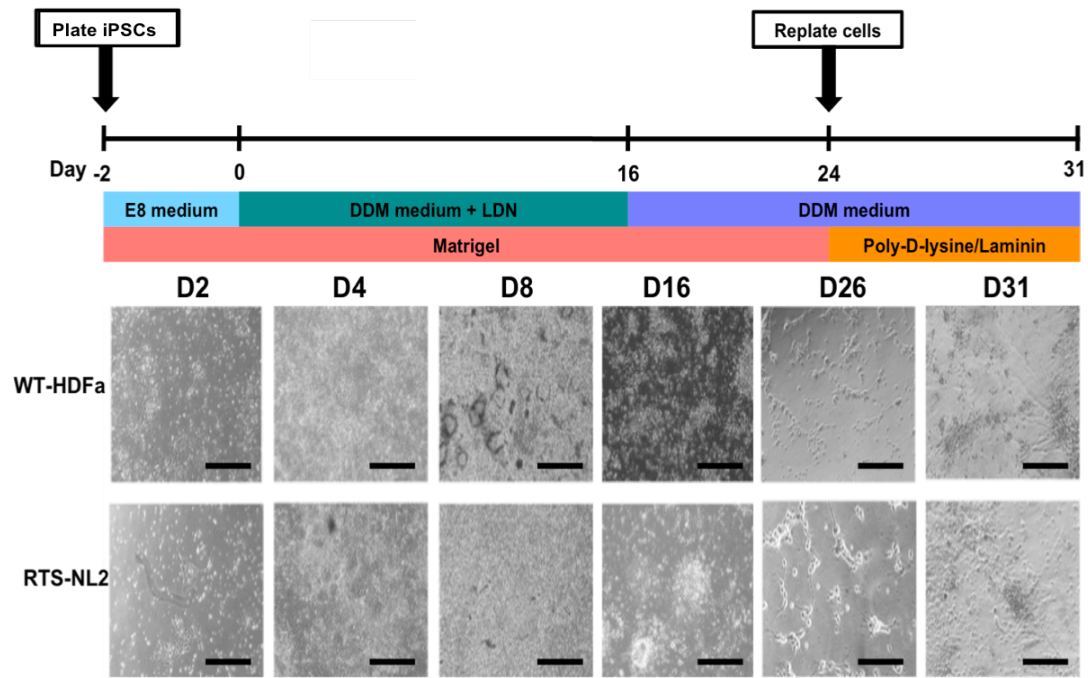 Plate iPSCs
Replate cells
Day -2 0 16 24 31
E8 medium DDM medium + LDN DDM medium
Matrigel Poly-D-lysine/Laminin
D2 D4 D8 D16 D26 D31
WT-HDFa
RTS-NL2